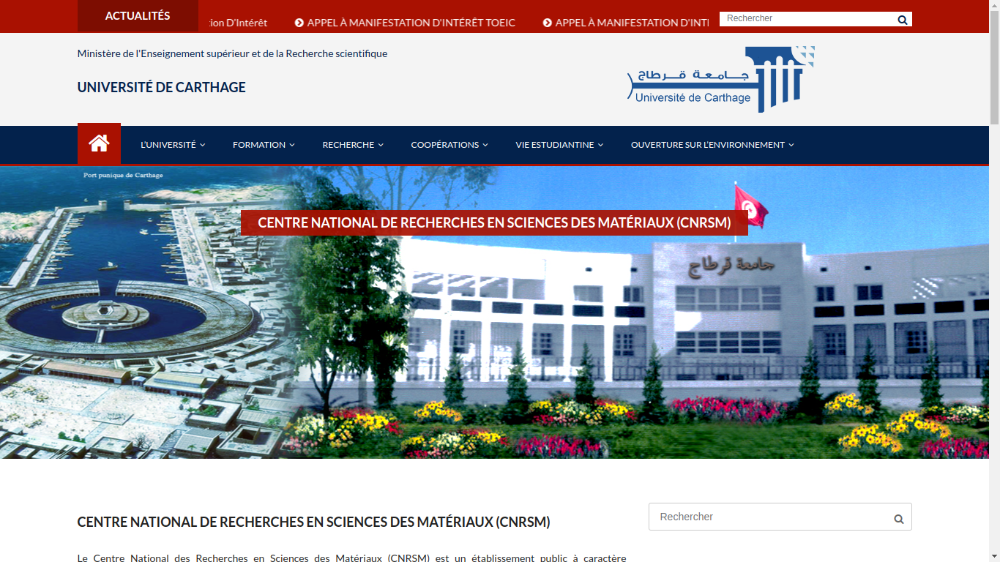 ACTUALITÉS
tion D'Intérêt
APPEL À MANIFESTATION D'INTÉRÊT TOEIC
APPEL À MANIFESTATION D'INTÉ
Rechercher
Ministère de l'Enseignement supérieur et de la Recherche scientifique
UNIVERSITÉ DE CARTHAGE
جامعة قرطاج
Université de Carthage
L'UNIVERSITÉ
FORMATION
RECHERCHE
COOPÉRATIONS
VIE ESTUDIANTINE
OUVERTURE SUR L'ENVIRONNEMENT
Port punique de Carthage
CENTRE NATIONAL DE RECHERCHES EN SCIENCES DES MATÉRIAUX (CNRSM)
جامعة قرطاج
Rechercher
CENTRE NATIONAL DE RECHERCHES EN SCIENCES DES MATÉRIAUX (CNRSM)
Le Centre National des Recherches en Sciences des Matériaux (CNRSM) est un établissement public à caractère